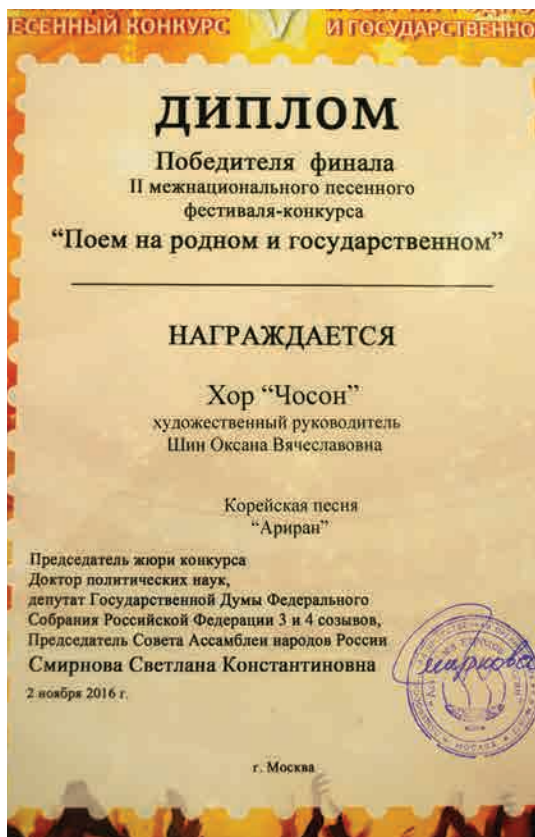 ПЕСЕННЫЙ КОНКУРС
И ГОСУДАРСТВЕННО
ДИПЛОМ
Победителя финала
II межнационального песенного
фестиваля-конкурса
“Поем на родном и государственном”
НАГРАЖДАЕТСЯ
Хор “Чосон”
художественный руководитель
Шин Оксана Вячеславовна
Корейская песня
“Ариран”
Председатель жюри конкурса
Доктор политических наук,
депутат Государственной Думы Федерального
Собрания Российской Федерации 3 и 4 созывов,
Председатель Совета Ассамблеи народов России
Смирнова Светлана Константиновна
2 ноября 2016 г.
г. Москва